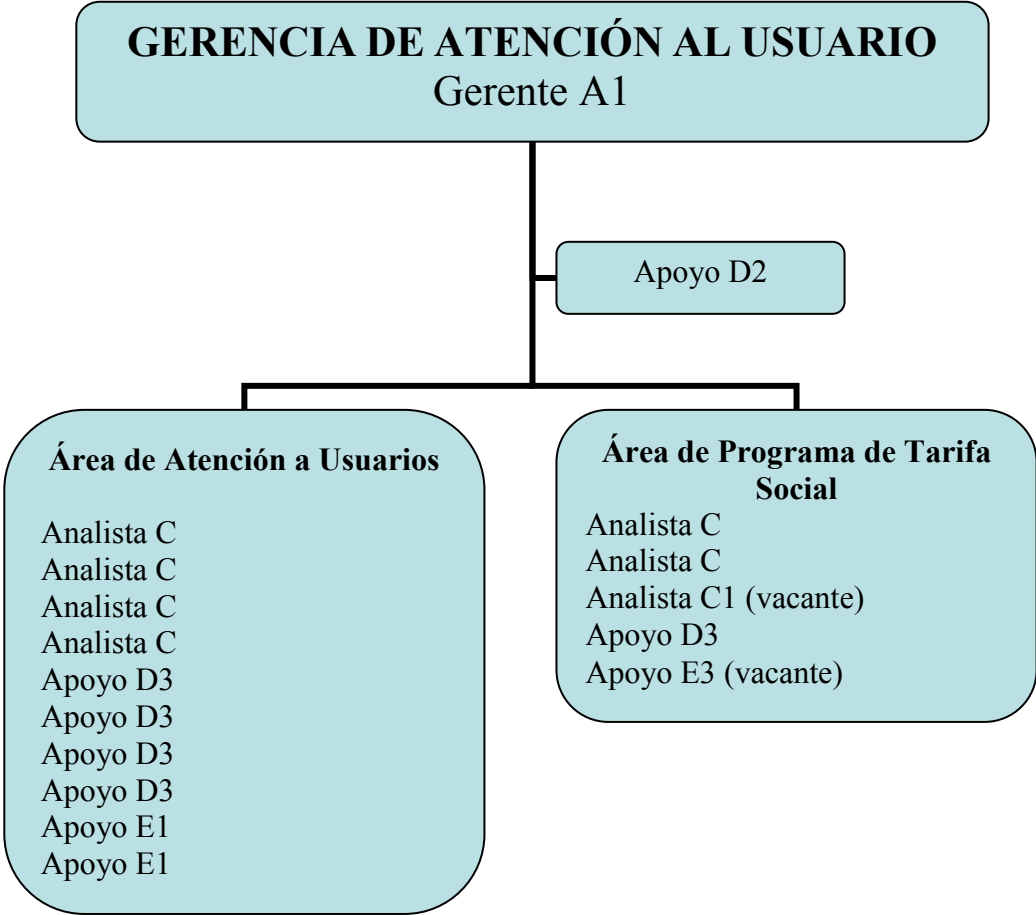 GERENCIA DE ATENCIÓN AL USUARIO
Gerente A1
Apoyo D2
Área de Atención a Usuarios
Analista C
Analista C
Analista C
Analista C
Apoyo D3
Apoyo D3
Apoyo D3
Apoyo D3
Apoyo E1
Apoyo E1
Área de Programa de Tarifa
Social
Analista C
Analista C
Analista C1 (vacante)
Apoyo D3
Apoyo E3 (vacante)